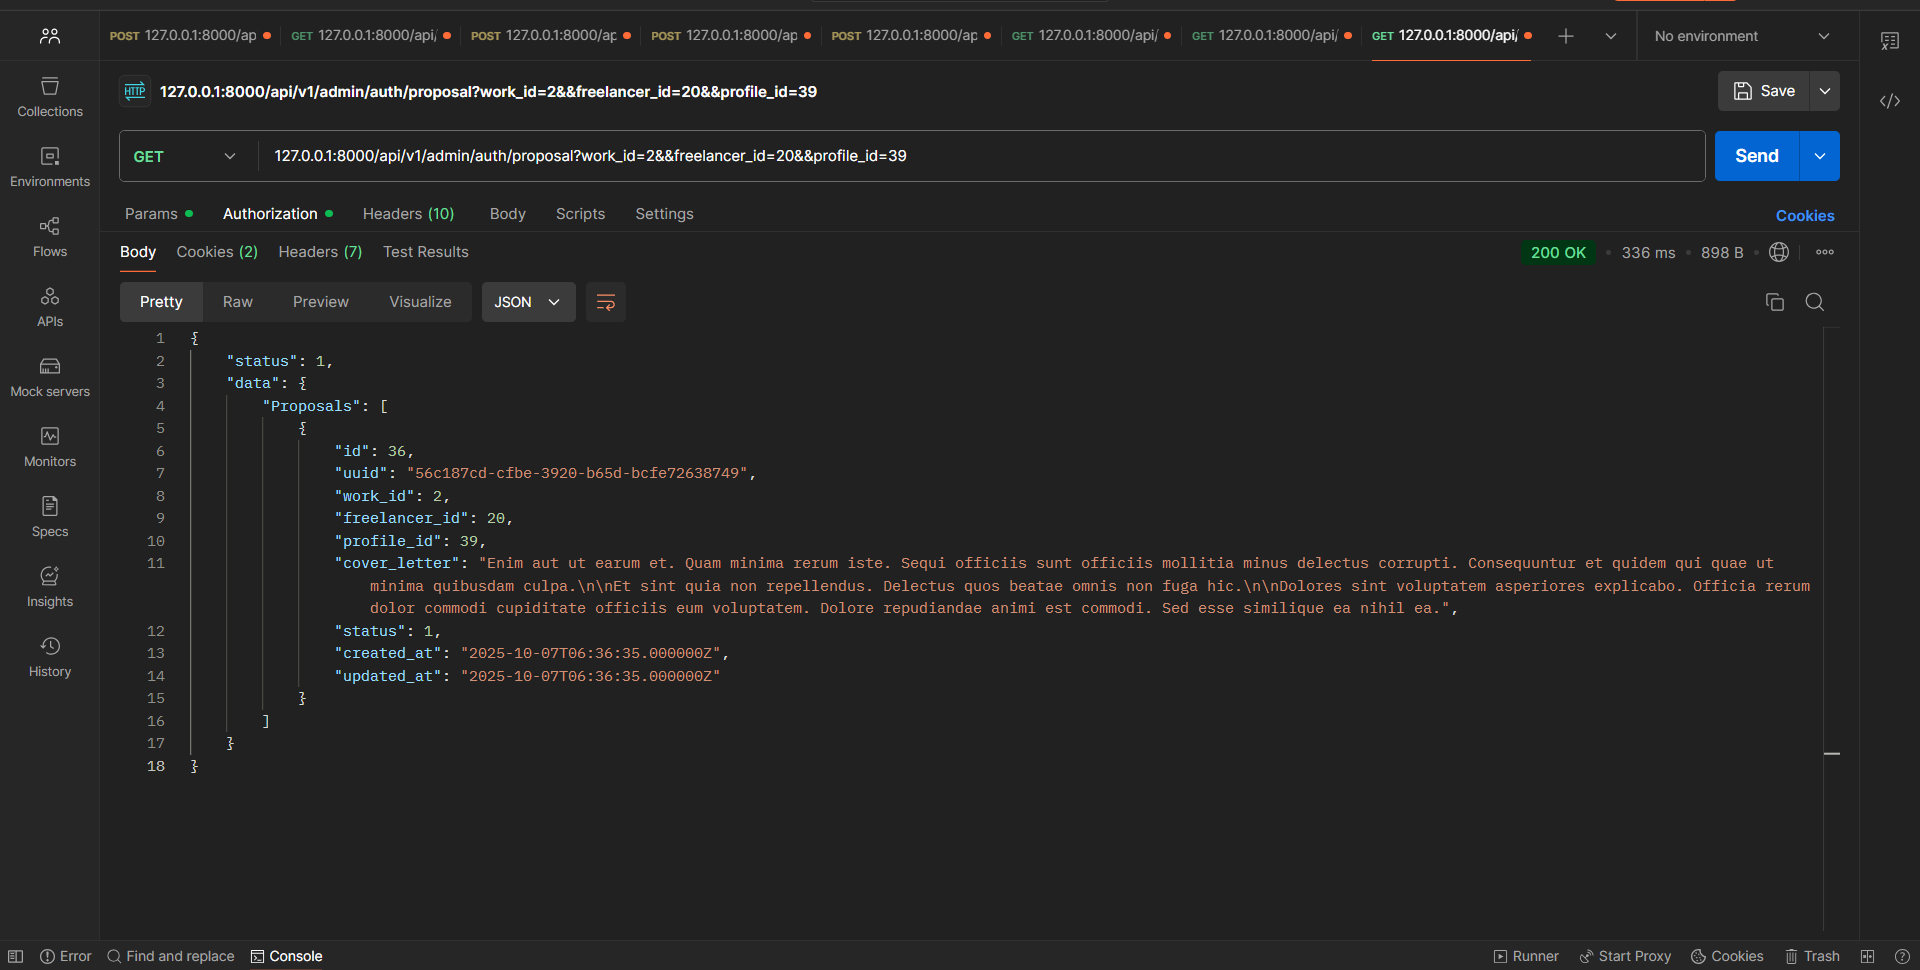 POST 127.0.0.1:8000/ap GET 127.0.0.1:8000/api/ POST 127.0.0.1:8000/ap POST 127.0.0.1:8000/ap POST 127.0.0.1:8000/ap GET 127.0.0.1:8000/api/ GET 127.0.0.1:8000/api/ GET 127.0.0.1:8000/api/ No environment
HTTP 127.0.0.1:8000/api/v1/admin/auth/proposal?work_id=2&&freelancer_id=20&&profile_id=39 Save
GET 127.0.0.1:8000/api/v1/admin/auth/proposal?work_id=2&&freelancer_id=20&&profile_id=39 Send
Params Authorization Headers (10) Body Scripts Settings Cookies
Body Cookies (2) Headers (7) Test Results 200 OK 336 ms 898 B
Pretty Raw Preview Visualize JSON
Collections
Environments
Flows
APIs
Mock servers
Monitors
Specs
Insights
History
1 {
2 "status": 1,
3 "data": {
4 "Proposals": [
5 {
6 "id": 36,
7 "uuid": "56c187cd-cfbe-3920-b65d-bcfe72638749",
8 "work_id": 2,
9 "freelancer_id": 20,
10 "profile_id": 39,
11 "cover_letter": "Enim aut ut earum et. Quam minima rerum iste. Sequi officiis sunt officiis mollitia minus delectus corrupti. Consequuntur et quidem qui quae ut
minima quibusdam culpa.\n\nEt sint quia non repellendus. Delectus quos beatae omnis non fuga hic.\n\nDolores sint voluptatem asperiores explicabo. Officia rerum
dolor commodi cupiditate officiis eum voluptatem. Dolore repudiandae animi est commodi. Sed esse similique ea nihil ea.",
12 "status": 1,
13 "created_at": "2025-10-07T06:36:35.000000Z",
14 "updated_at": "2025-10-07T06:36:35.000000Z"
15 }
16 ]
17 }
18 }
Error Find and replace Console Runner Start Proxy Cookies Trash